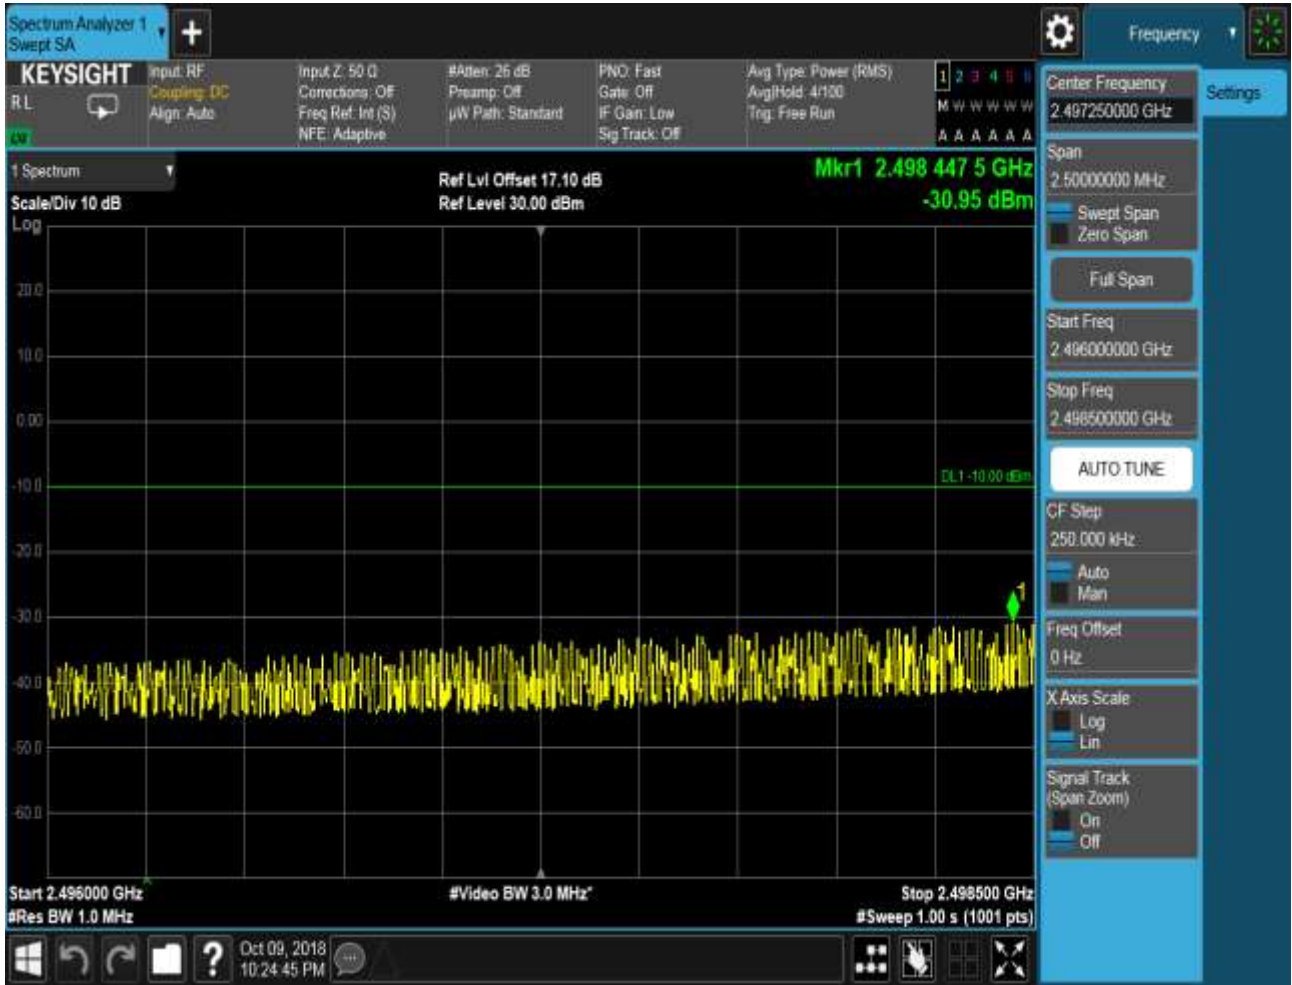 Spectrum Analyzer 1
Swept SA
Frequency
KEYSIGHT
R L
Input: RF
Coupling: DC
Align: Auto
Input Z: 50 Ω
Corrections: Off
Freq Ref: Int (S)
NFE: Adaptive
#Atten: 26 dB
Preamp: Off
µW Path: Standard
PNO: Fast
Gate: Off
IF Gain: Low
Sig Track: Off
Avg Type: Power (RMS)
Avg|Hold: 4/100
Trig: Free Run
1 2 3 4 5 6
M W W W W W
A A A A A A
1 Spectrum
Scale/Div 10 dB
Log
Ref Lvl Offset 17.10 dB
Ref Level 30.00 dBm
Mkr1 2.498 447 5 GHz
-30.95 dBm
20.0
10.0
0.00
-10.0
-20.0
-30.0
-40.0
-50.0
-60.0
DL1 -10.00 dBm
1
Start 2.496000 GHz
#Res BW 1.0 MHz
#Video BW 3.0 MHz*
Stop 2.498500 GHz
#Sweep 1.00 s (1001 pts)
Center Frequency
2.497250000 GHz
Settings
Span
2.50000000 MHz
Swept Span
Zero Span
Full Span
Start Freq
2.496000000 GHz
Stop Freq
2.498500000 GHz
AUTO TUNE
CF Step
250.000 kHz
Auto
Man
Freq Offset
0 Hz
X Axis Scale
Log
Lin
Signal Track
(Span Zoom)
On
Off
?
Oct 09, 2018
10:24:45 PM